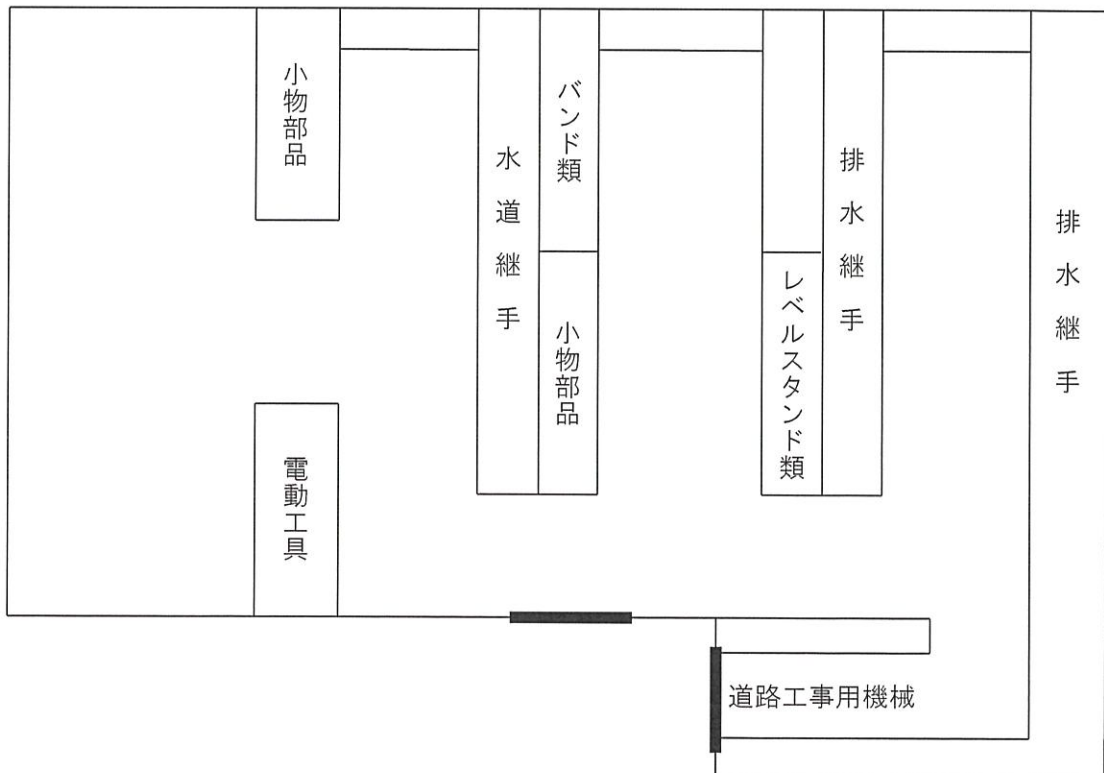 小物部品
電動工具
水道継手
バンド類
小物部品
レベルスタンド類
排水継手
排水継手
道路工事用機械